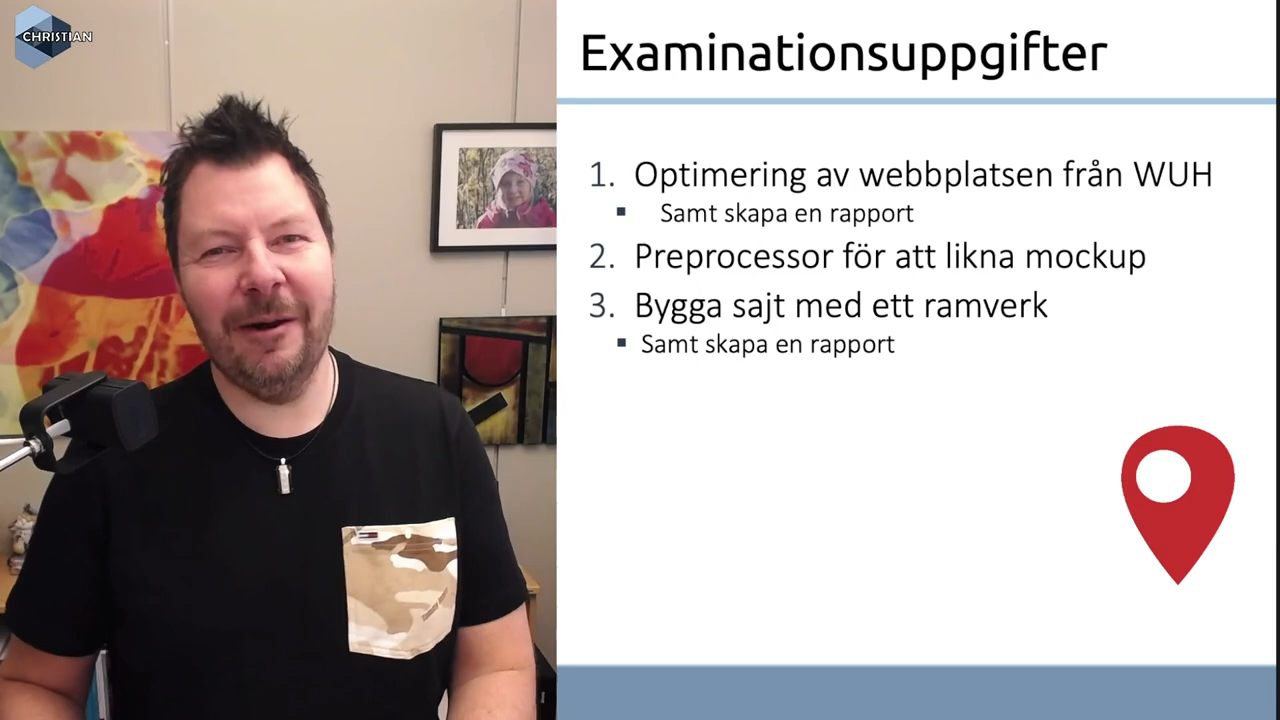 CHRISTIAN
Examinationsuppgifter
1. Optimering av webbplatsen från WUH
▪ Samt skapa en rapport
2. Preprocessor för att likna mockup
3. Bygga sajt med ett ramverk
▪ Samt skapa en rapport